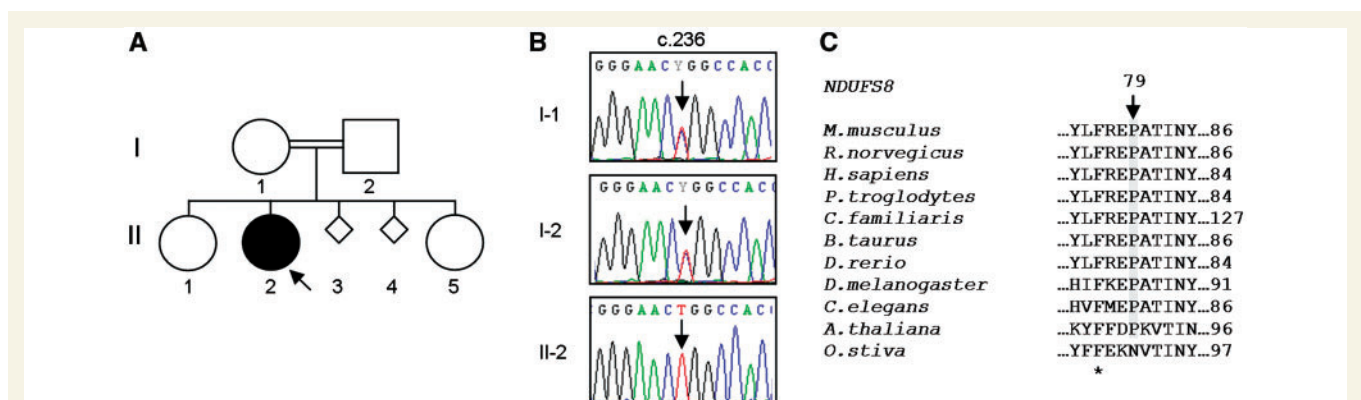 A
I
1 2
II
1 2 3 4 5
B
c.236
GGGAACYGGCCAC
I-1
GGGAACYGGCCAC
I-2
GGGAACTGGCCAC
II-2
C
NDUFS8
79
M.musculus …YLFREPATINY…86
R.norvegicus …YLFREPATINY…86
H.sapiens …YLFREPATINY…84
P.troglodytes …YLFREPATINY…84
C.familiaris …YLFREPATINY…127
B.taurus …YLFREPATINY…86
D.rerio …YLFREPATINY…84
D.melanogaster …HIFKEPATINY…91
C.elegans …HVFMEPATINY…86
A.thaliana …KYFFDPKVTIN…96
O.stiva …YFFEKNVTINY…97
*